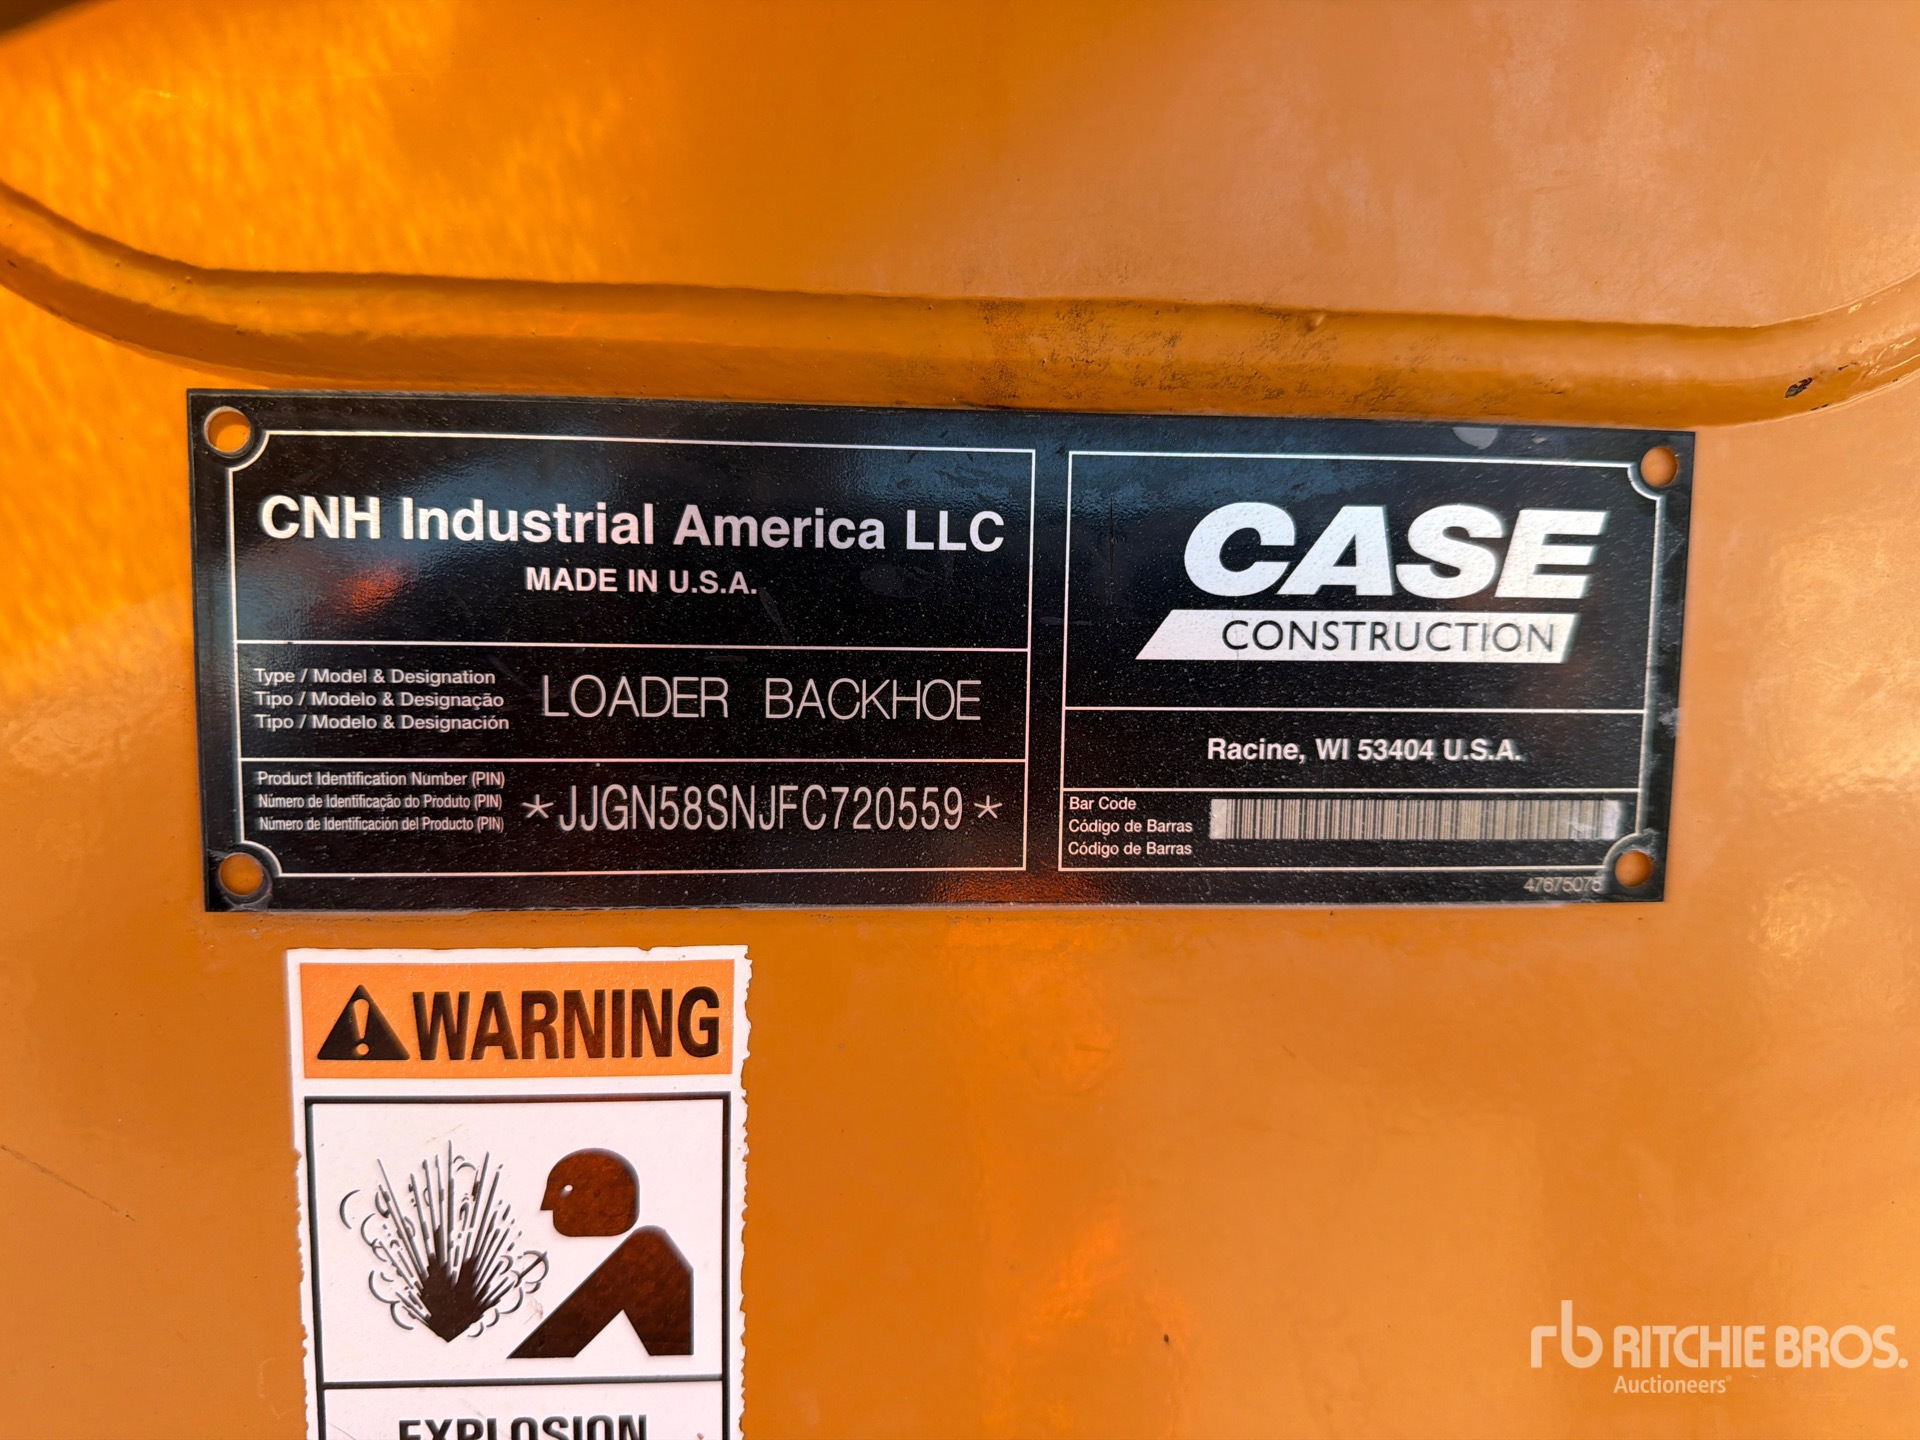 CNH Industrial America LLC
MADE IN U.S.A.
Type / Model & Designation
Tipo / Modelo & Designação
Tipo / Modelo & Designación
LOADER BACKHOE
Product Identification Number (PIN)
Número de Identificação do Produto (PIN)
Número de Identificación del Producto (PIN)
*JJGN58SNJFC720559*
CASE
CONSTRUCTION
Racine, WI 53404 U.S.A.
Bar Code
Código de Barras
Código de Barras
47675075
WARNING
EXPLOSION
rb RITCHIE BROS.
Auctioneers